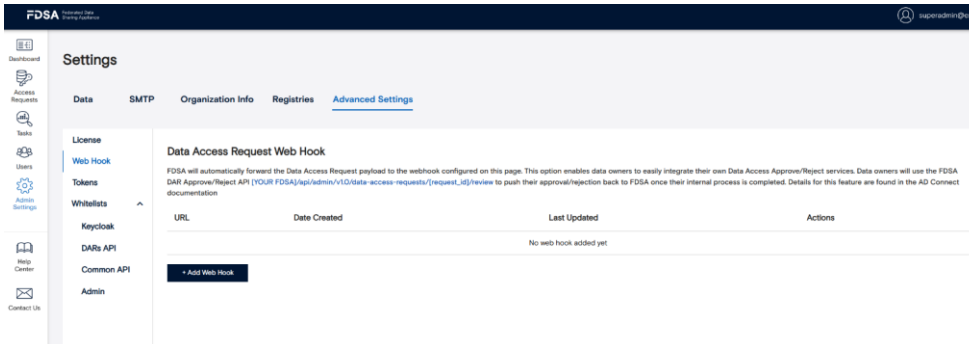 FDSA Federated Data
Sharing Appliance
superadmin@e
Dashboard
Access
Requests
Tasks
Users
Admin
Settings
Help
Center
Contact Us
Settings
Data SMTP Organization Info Registries Advanced Settings
License
Web Hook
Tokens
Whitelists
Keycloak
DARs API
Common API
Admin
Data Access Request Web Hook
FDSA will automatically forward the Data Access Request payload to the webhook configured on this page. This option enables data owners to easily integrate their own Data Access Approve/Reject services. Data owners will use the FDSA
DAR Approve/Reject API [YOUR FDSA]/api/admin/v1.0/data-access-requests/[request_id]/review to push their approval/rejection back to FDSA once their internal process is completed. Details for this feature are found in the AD Connect
documentation
URL Date Created Last Updated Actions
No web hook added yet
+ Add Web Hook